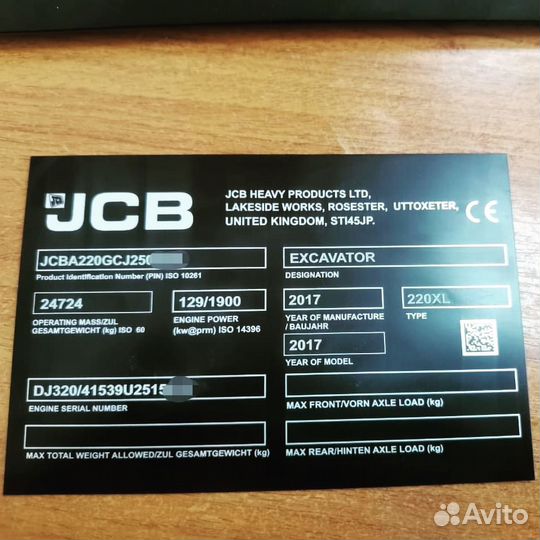 JCB
JCB HEAVY PRODUCTS LTD,
LAKESIDE WORKS, ROSESTER, UTTOXETER,
UNITED KINGDOM, STI45JP.
CE
JCBA220GCJ250
Product Identification Number (PIN) ISO 10261
EXCAVATOR
DESIGNATION
24724
OPERATING MASS/ZUL
GESAMTGEWICHT (kg) ISO 60
129/1900
ENGINE POWER
(kw@prm) ISO 14396
2017
YEAR OF MANUFACTURE
/ BAUJAHR
220XL
TYPE
2017
YEAR OF MODEL
DJ320/41539U2515
ENGINE SERIAL NUMBER
MAX FRONT/VORN AXLE LOAD (kg)
MAX TOTAL WEIGHT ALLOWED/ZUL GESAMTGEWICHT (kg)
MAX REAR/HINTEN AXLE LOAD (kg)
Avito